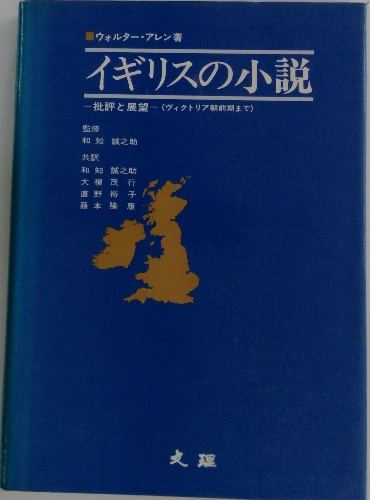 ■ウォルター・アレン著
イギリスの小説
―批評と展望―(ヴィクトリア朝前期まで)
監修
和知 誠之助
共訳
和知 誠之助
大榎茂行
直野裕子
藤本隆康
文理